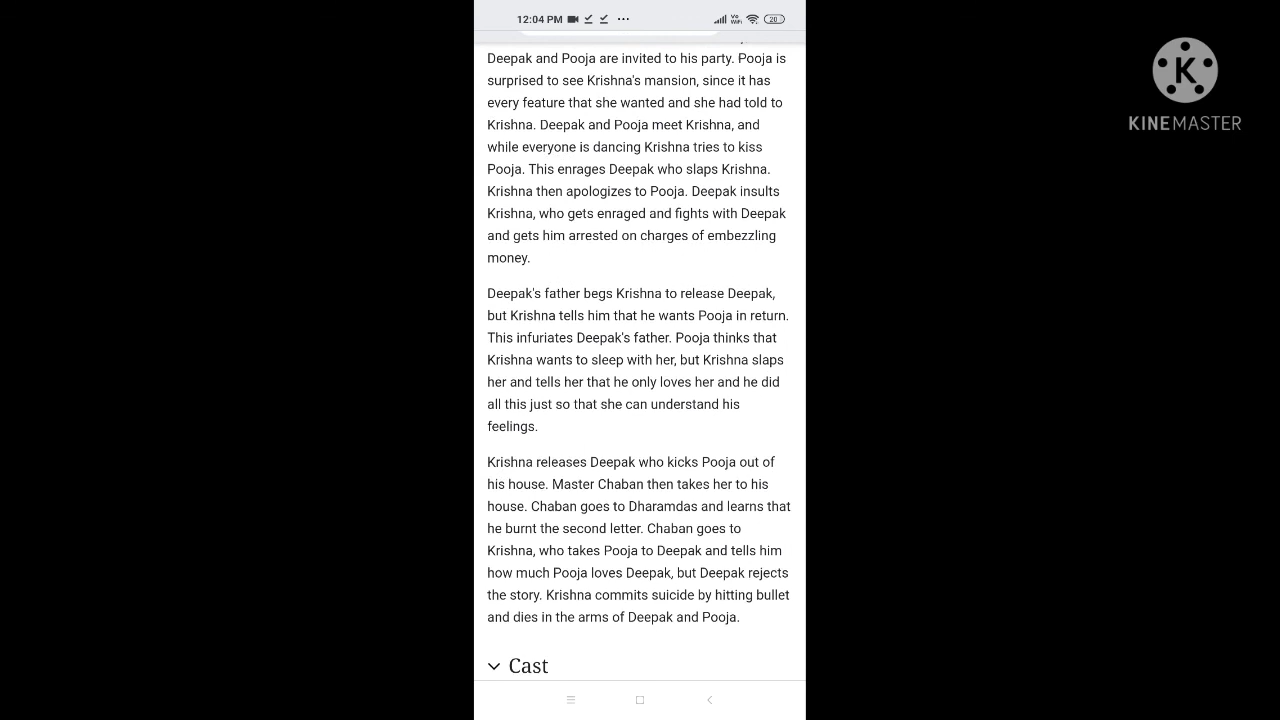 12:04 PM
Vo
WiFi
20
K
KINEMASTER
Deepak and Pooja are invited to his party. Pooja is
surprised to see Krishna's mansion, since it has
every feature that she wanted and she had told to
Krishna. Deepak and Pooja meet Krishna, and
while everyone is dancing Krishna tries to kiss
Pooja. This enrages Deepak who slaps Krishna.
Krishna then apologizes to Pooja. Deepak insults
Krishna, who gets enraged and fights with Deepak
and gets him arrested on charges of embezzling
money.
Deepak's father begs Krishna to release Deepak,
but Krishna tells him that he wants Pooja in return.
This infuriates Deepak's father. Pooja thinks that
Krishna wants to sleep with her, but Krishna slaps
her and tells her that he only loves her and he did
all this just so that she can understand his
feelings.
Krishna releases Deepak who kicks Pooja out of
his house. Master Chaban then takes her to his
house. Chaban goes to Dharamdas and learns that
he burnt the second letter. Chaban goes to
Krishna, who takes Pooja to Deepak and tells him
how much Pooja loves Deepak, but Deepak rejects
the story. Krishna commits suicide by hitting bullet
and dies in the arms of Deepak and Pooja.
Cast